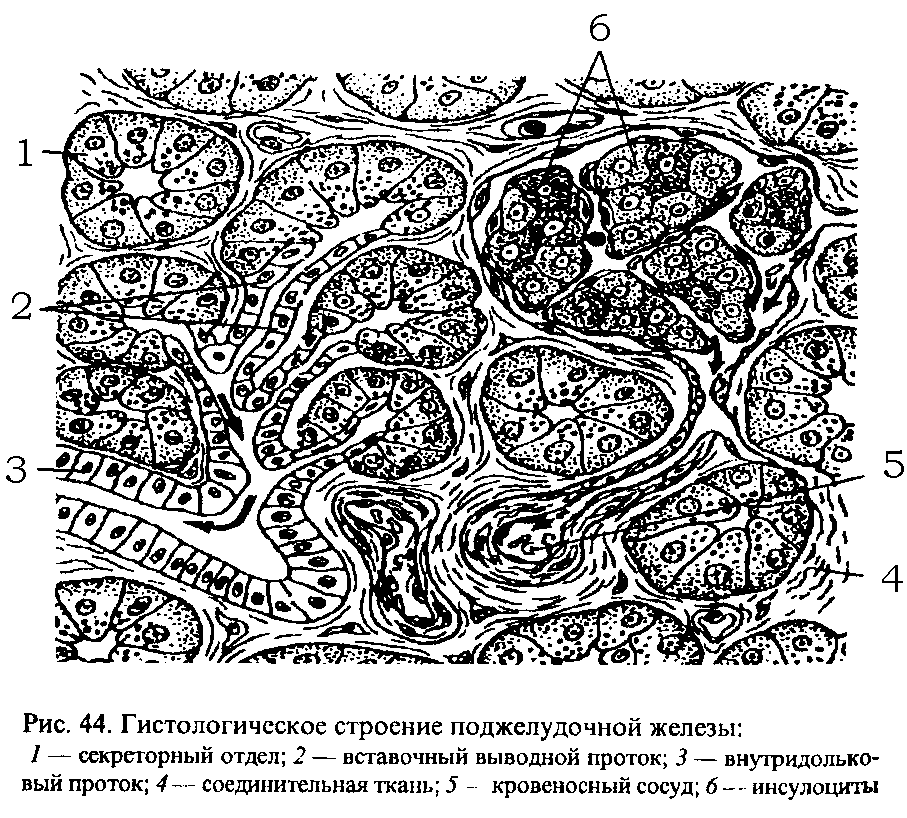 6
1
2
3
5
4
Рис. 44. Гистологическое строение поджелудочной железы:
1 — секреторный отдел; 2 — вставочный выводной проток; 3 — внутридолько-
вый проток; 4 — соединительная ткань; 5 - кровеносный сосуд; 6 — инсулоциты